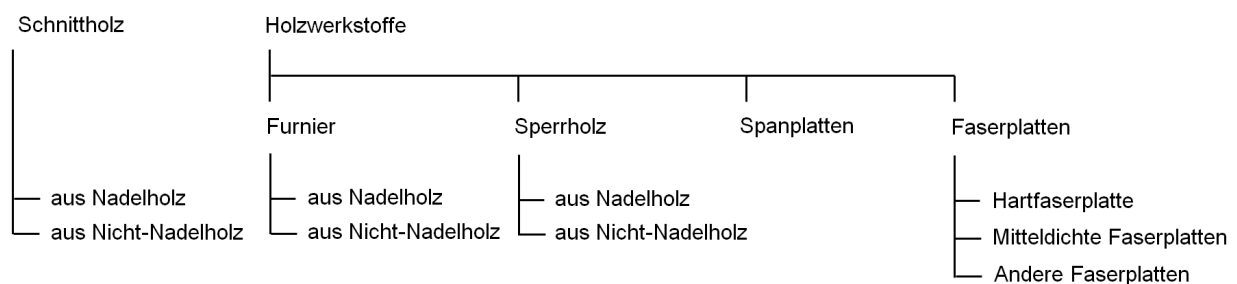 Schnittholz
aus Nadelholz
aus Nicht-Nadelholz
Holzwerkstoffe
Furnier
aus Nadelholz
aus Nicht-Nadelholz
Sperrholz
aus Nadelholz
aus Nicht-Nadelholz
Spanplatten
Faserplatten
Hartfaserplatte
Mitteldichte Faserplatten
Andere Faserplatten